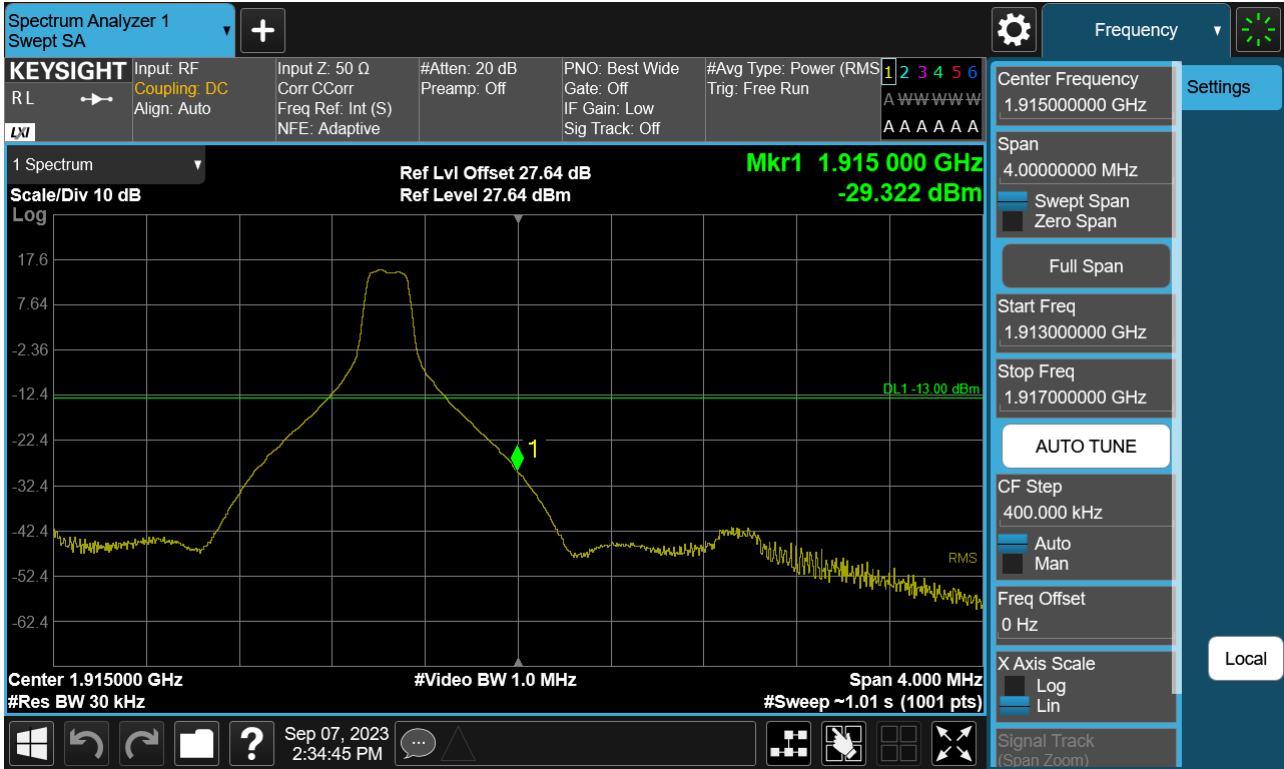 Spectrum Analyzer 1
Swept SA
Frequency
KEYSIGHT
R L
LXI
Input: RF
Coupling: DC
Align: Auto
Input Z: 50 Ω
Corr CCorr
Freq Ref: Int (S)
NFE: Adaptive
#Atten: 20 dB
Preamp: Off
PNO: Best Wide
Gate: Off
IF Gain: Low
Sig Track: Off
#Avg Type: Power (RMS
Trig: Free Run
1 2 3 4 5 6
A W W W W W
A A A A A A
1 Spectrum
Scale/Div 10 dB
Log
Ref Lvl Offset 27.64 dB
Ref Level 27.64 dBm
Mkr1 1.915 000 GHz
-29.322 dBm
17.6
7.64
-2.36
-12.4
DL1 -13.00 dBm
-22.4
1
-32.4
-42.4
-52.4
RMS
-62.4
Center 1.915000 GHz
#Video BW 1.0 MHz
Span 4.000 MHz
#Res BW 30 kHz
#Sweep ~1.01 s (1001 pts)
Center Frequency
1.915000000 GHz
Settings
Span
4.00000000 MHz
Swept Span
Zero Span
Full Span
Start Freq
1.913000000 GHz
Stop Freq
1.917000000 GHz
AUTO TUNE
CF Step
400.000 kHz
Auto
Man
Freq Offset
0 Hz
X Axis Scale
Log
Lin
Local
Signal Track
(Span Zoom)
?
Sep 07, 2023
2:34:45 PM